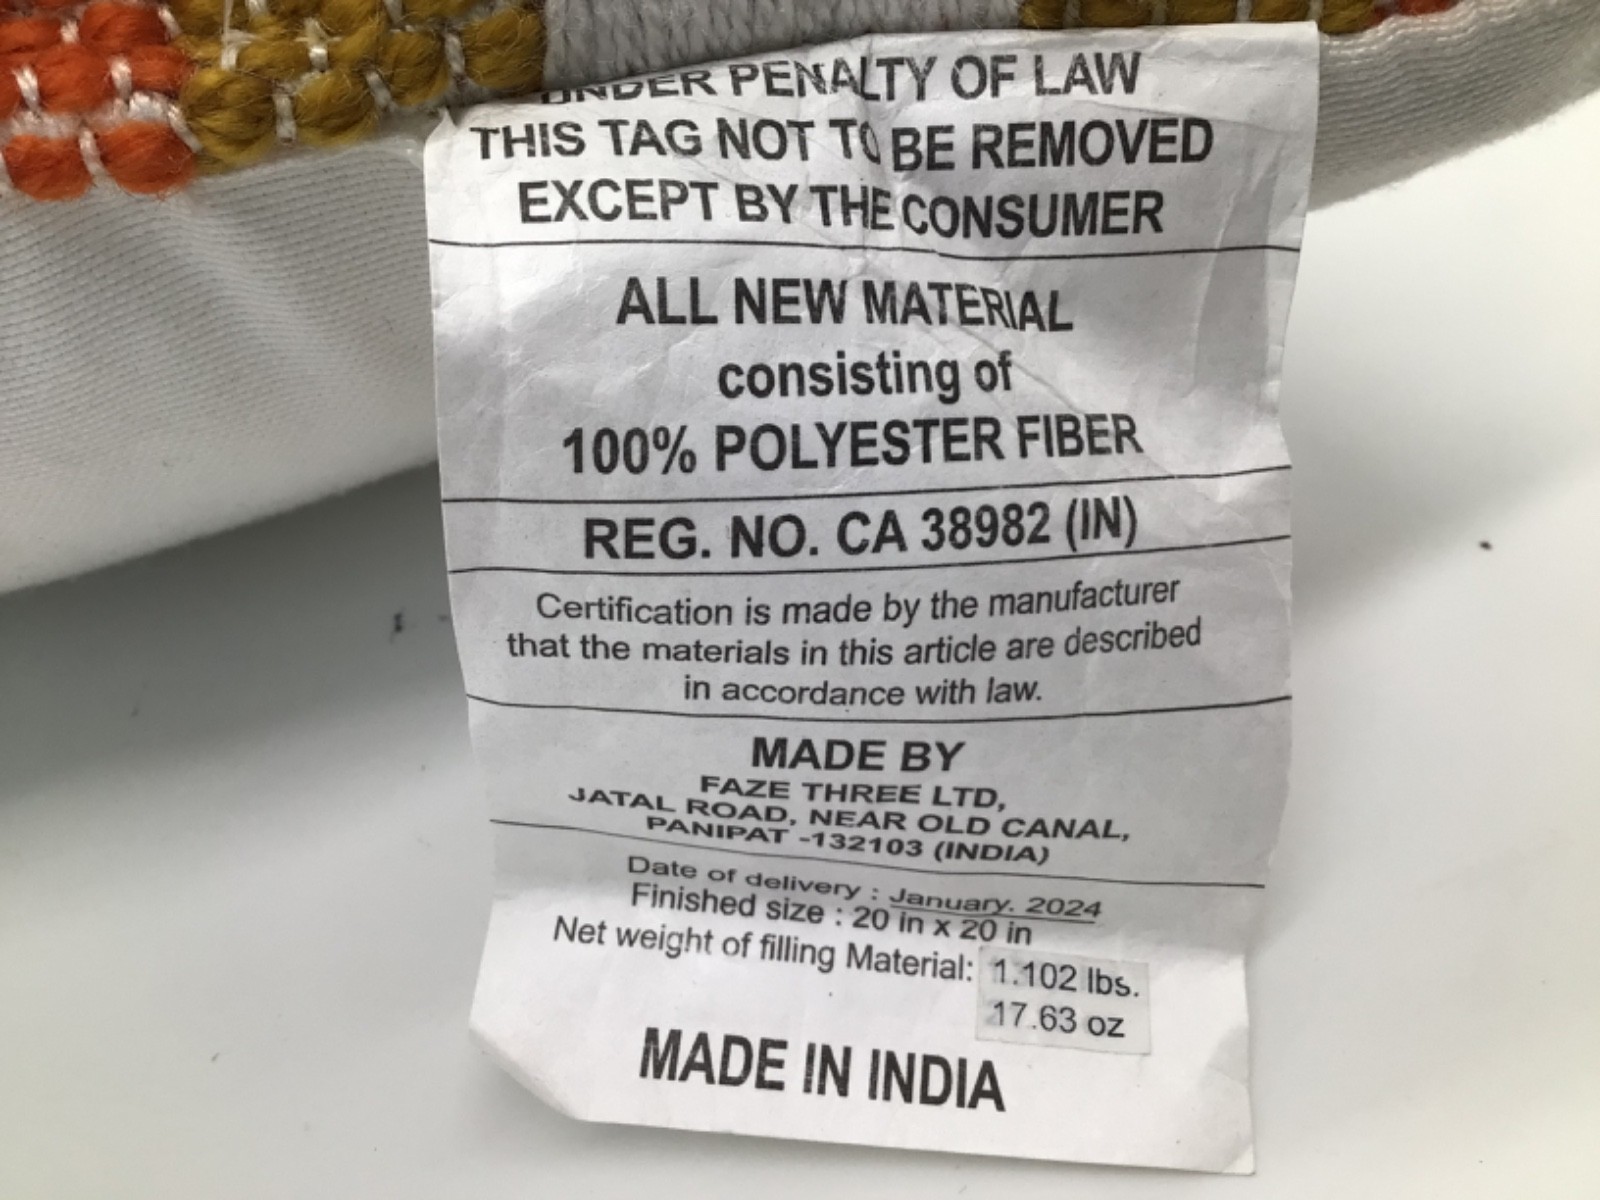 UNDER PENALTY OF LAW
THIS TAG NOT TO BE REMOVED
EXCEPT BY THE CONSUMER
ALL NEW MATERIAL
consisting of
100% POLYESTER FIBER
REG. NO. CA 38982 (IN)
Certification is made by the manufacturer
that the materials in this article are described
in accordance with law.
MADE BY
FAZE THREE LTD,
JATAL ROAD, NEAR OLD CANAL,
PANIPAT -132103 (INDIA)
Date of delivery : January. 2024
Finished size : 20 in x 20 in
Net weight of filling Material: 1.102 lbs.
17.63 oz
MADE IN INDIA